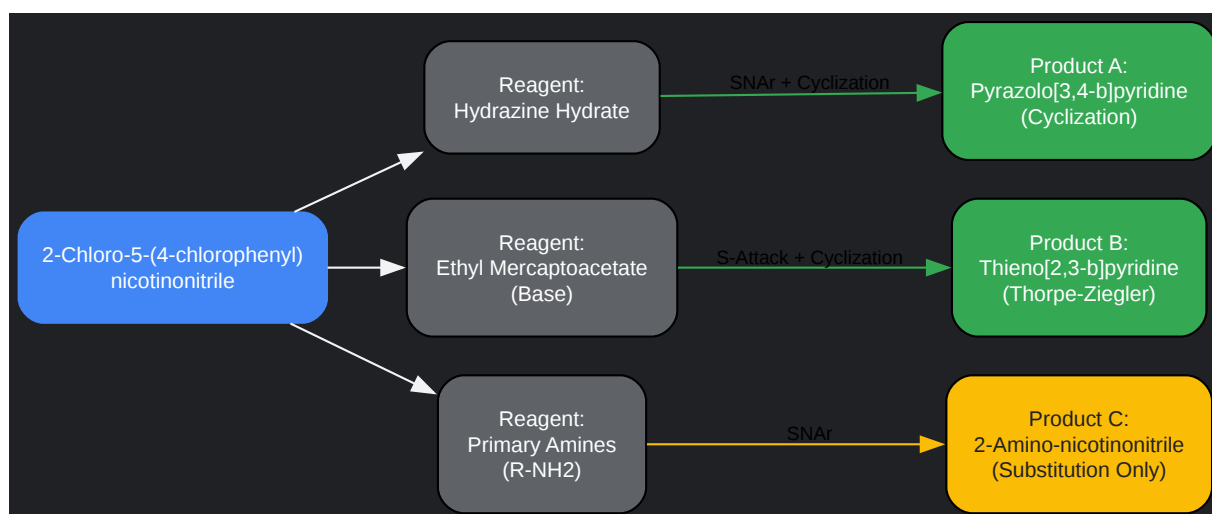 2-Chloro-5-(4-chlorophenyl)
nicotinonitrile
Reagent:
Hydrazine Hydrate
SNAr + Cyclization
Product A:
Pyrazolo[3,4-b]pyridine
(Cyclization)
Reagent:
Ethyl Mercaptoacetate
(Base)
S-Attack + Cyclization
Product B:
Thieno[2,3-b]pyridine
(Thorpe-Ziegler)
Reagent:
Primary Amines
(R-NH2)
SNAr
Product C:
2-Amino-nicotinonitrile
(Substitution Only)